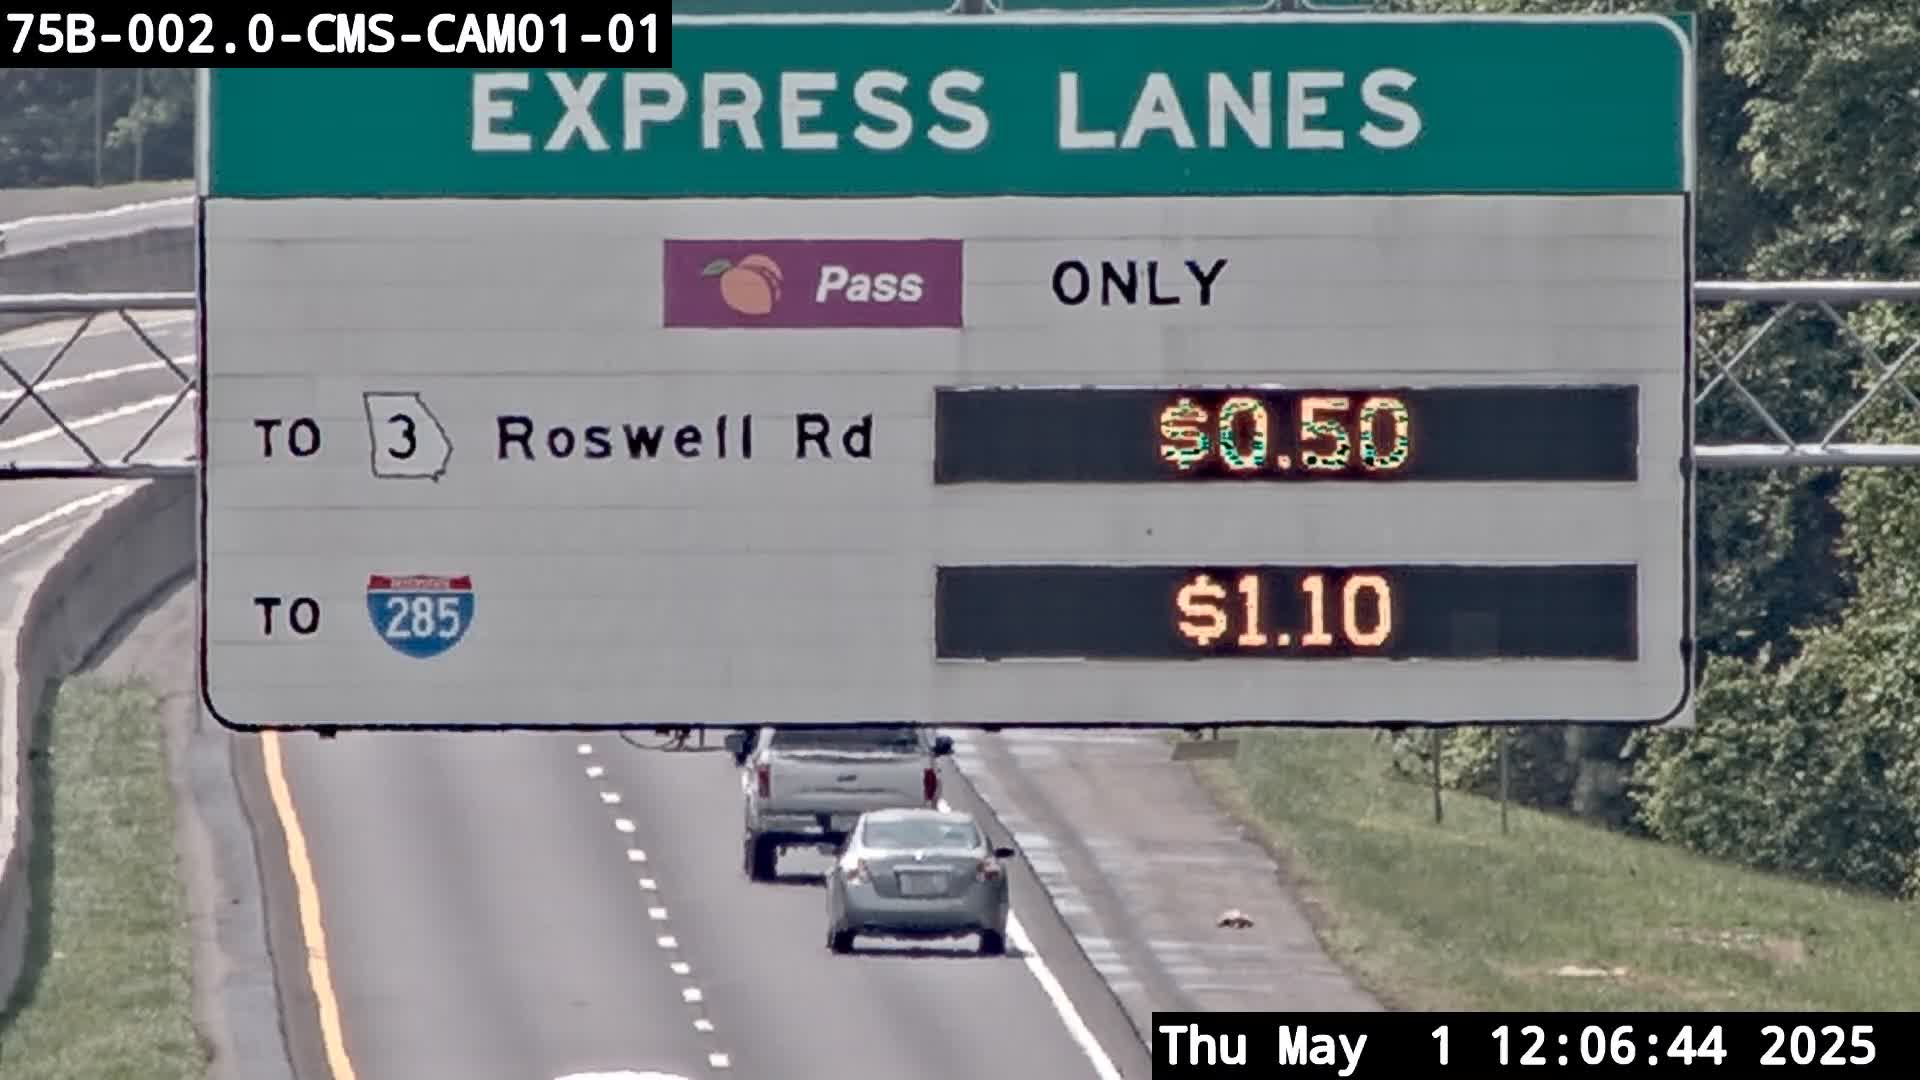 75B-002.0-CMS-CAM01-01
EXPRESS LANES
Pass ONLY
TO 3 Roswell Rd $0.50
TO 285 $1.10
Thu May 1 12:06:44 2025